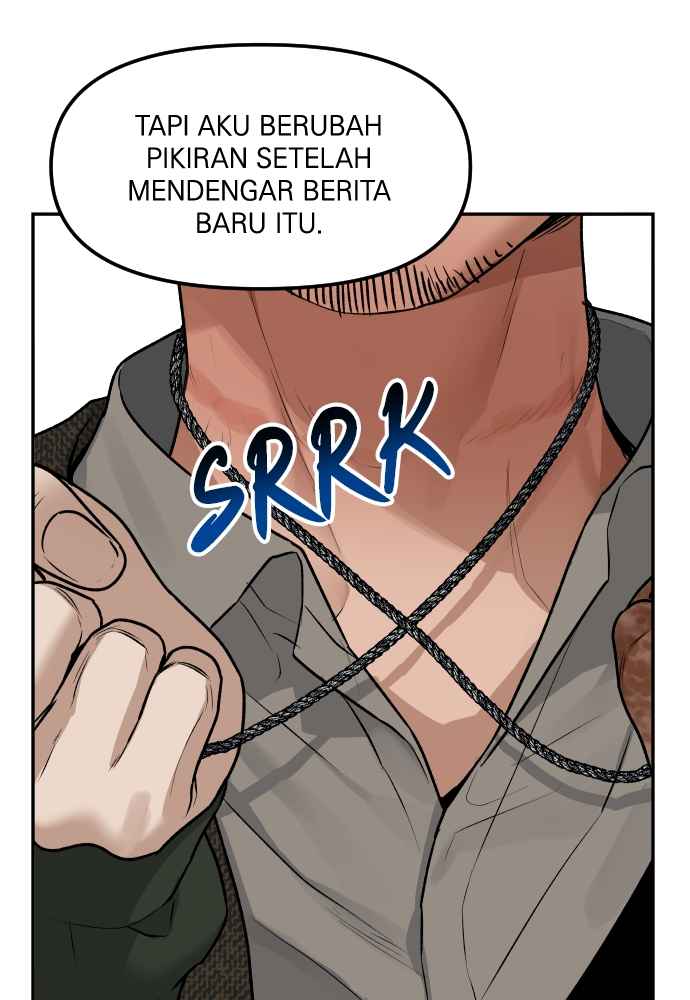 TAPI AKU BERUBAH
PIKIRAN SETELAH
MENDENGAR BERITA
BARU ITU.
SRRK